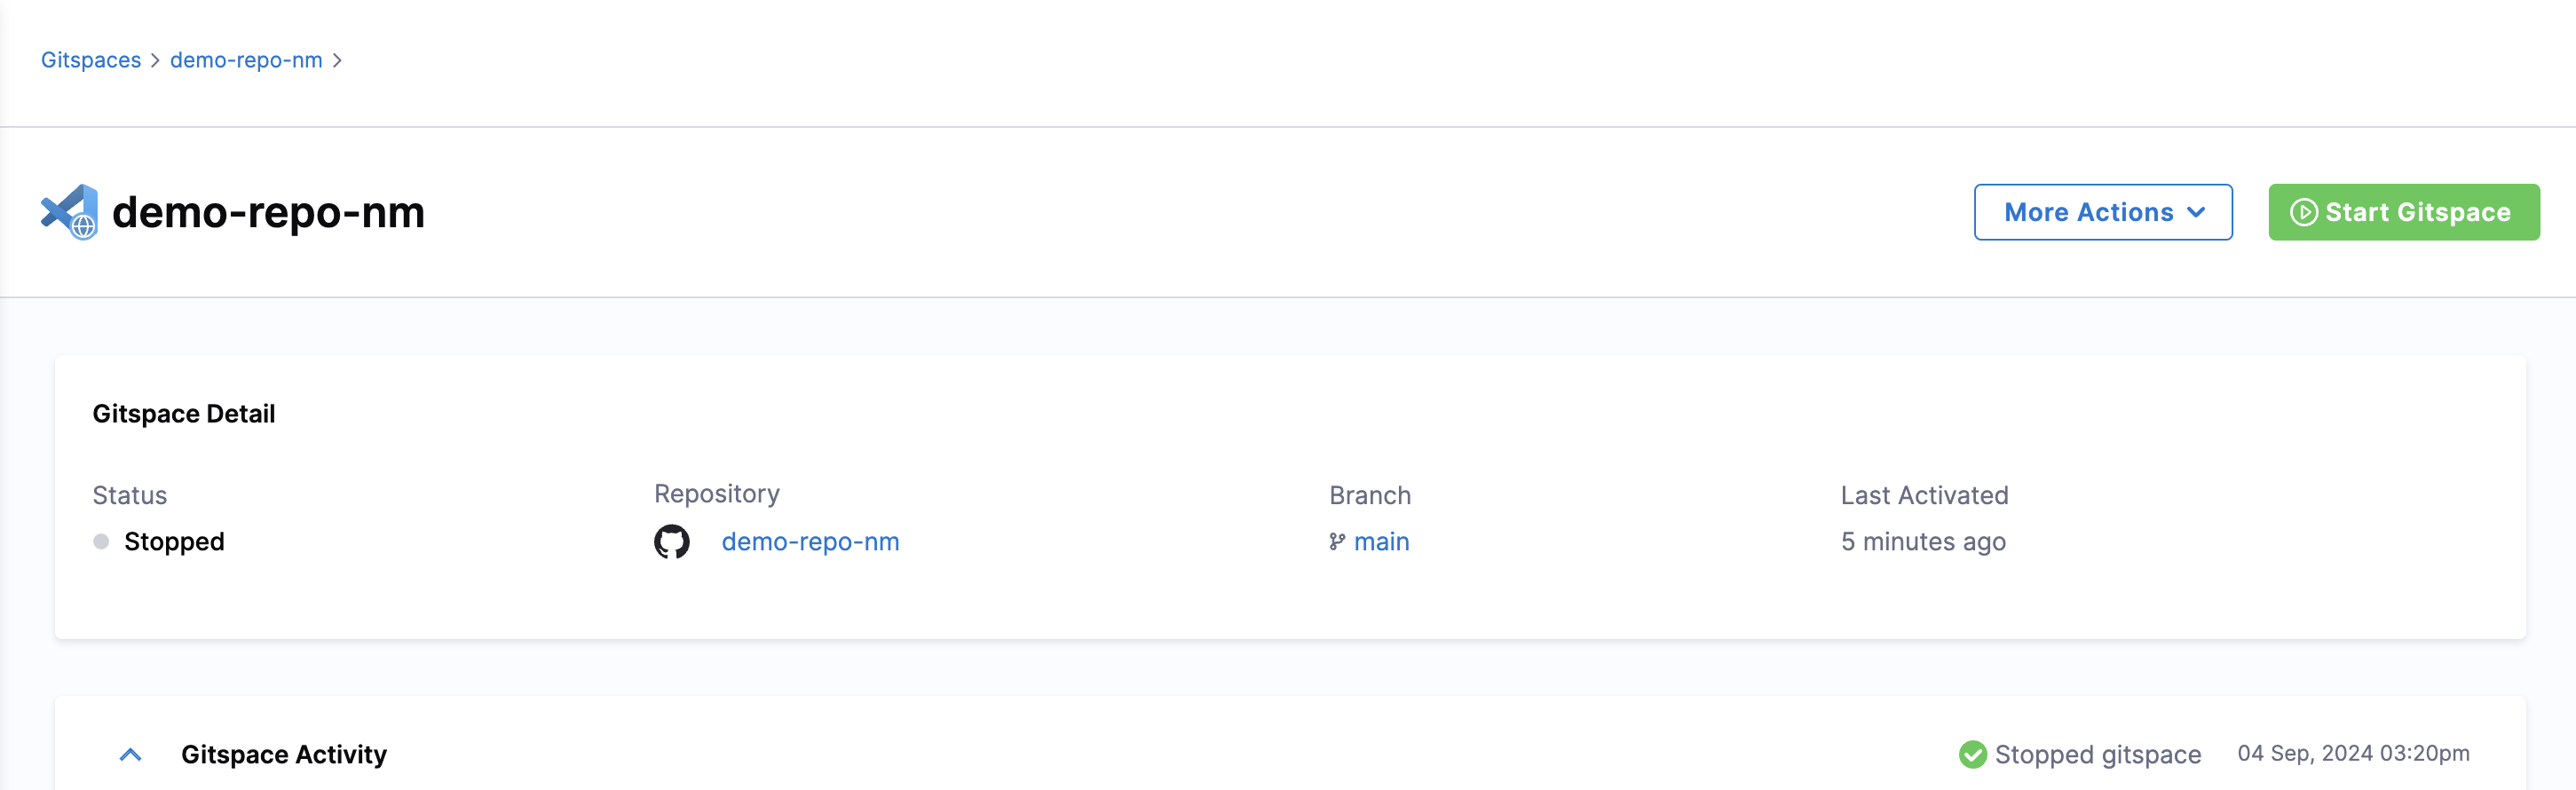 Gitspaces > demo-repo-nm >
demo-repo-nm
More Actions
Start Gitspace
Gitspace Detail
Status
Stopped
Repository
demo-repo-nm
Branch
main
Last Activated
5 minutes ago
Gitspace Activity
Stopped gitspace
04 Sep, 2024 03:20pm